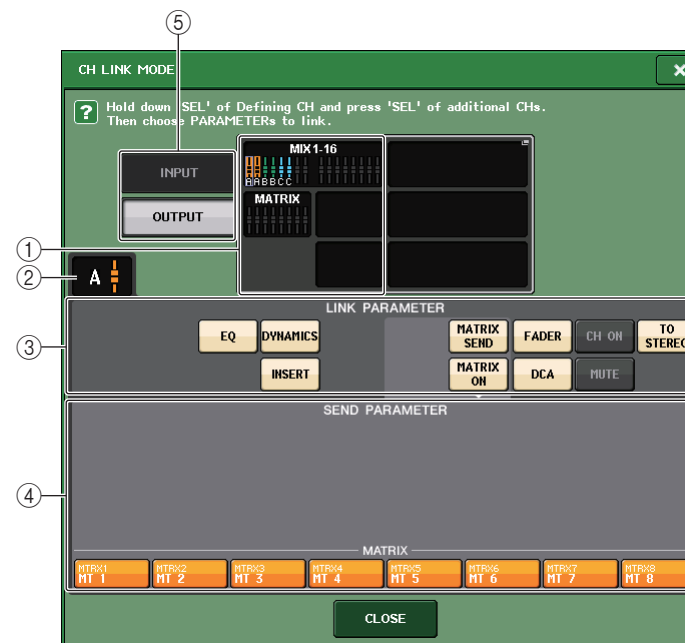 ⑤
CH LINK MODE
? Hold down 'SEL' of Defining CH and press 'SEL' of additional CHs.
Then choose PARAMETERs to link.
INPUT
OUTPUT
MIX1-16
AABBCC
MATRIX
①
②
A
LINK PARAMETER
③
EQ
DYNAMICS
MATRIX SEND
FADER
CH ON
TO STEREO
INSERT
MATRIX ON
DCA
MUTE
SEND PARAMETER
④
MATRIX
MTRX1 MTRX2 MTRX3 MTRX4 MTRX5 MTRX6 MTRX7 MTRX8
MT 1 MT 2 MT 3 MT 4 MT 5 MT 6 MT 7 MT 8
CLOSE